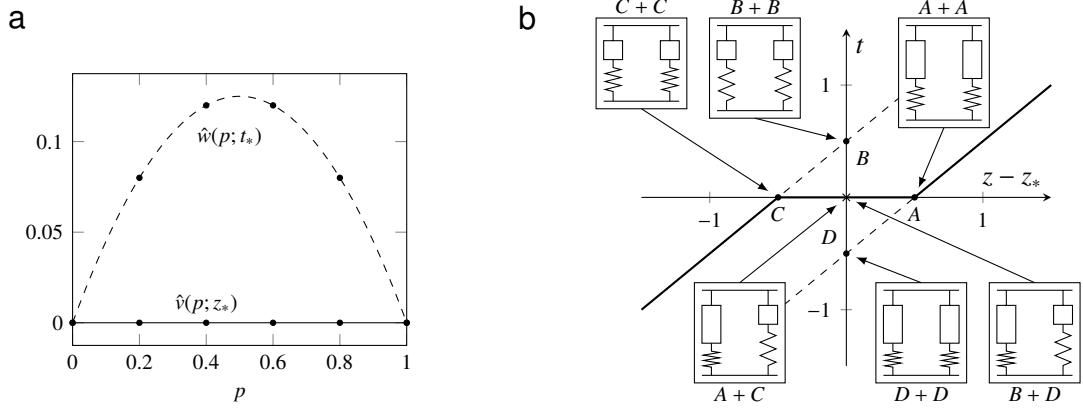 a
0.1
0.05
0
ŵ(p; t*)
v̂(p; z*)
0 0.2 0.4 0.6 0.8 1
p
b
C + C B + B A + A
t
1
B
z − z*
−1 C A 1
D
−1
A + C D + D B + D